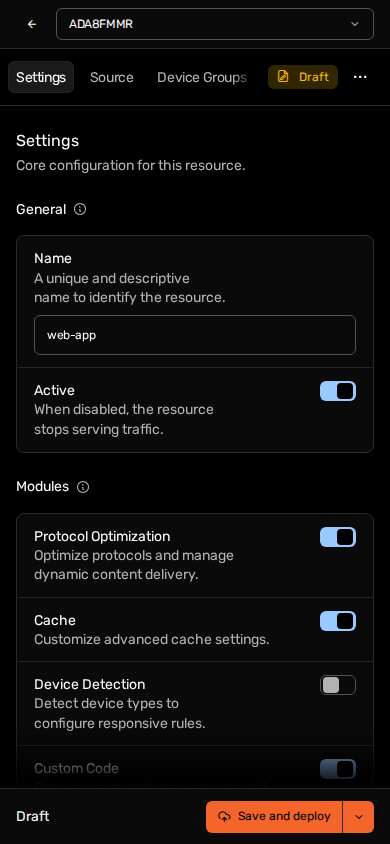 ADA8FMMR
Settings
Source
Device Groups
Draft
Settings
Core configuration for this resource.
General
Name
A unique and descriptive
name to identify the resource.
web-app
Active
When disabled, the resource
stops serving traffic.
Modules
Protocol Optimization
Optimize protocols and manage
dynamic content delivery.
Cache
Customize advanced cache settings.
Device Detection
Detect device types to
configure responsive rules.
Custom Code
Draft
Save and deploy